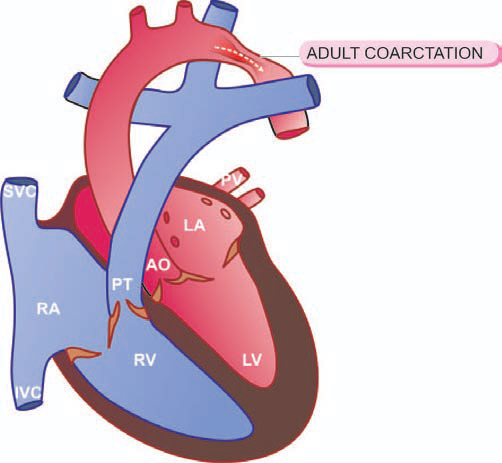 ADULT COARCTATION
PV
SVC
LA
AO
PT
RA
RV
LV
IVC